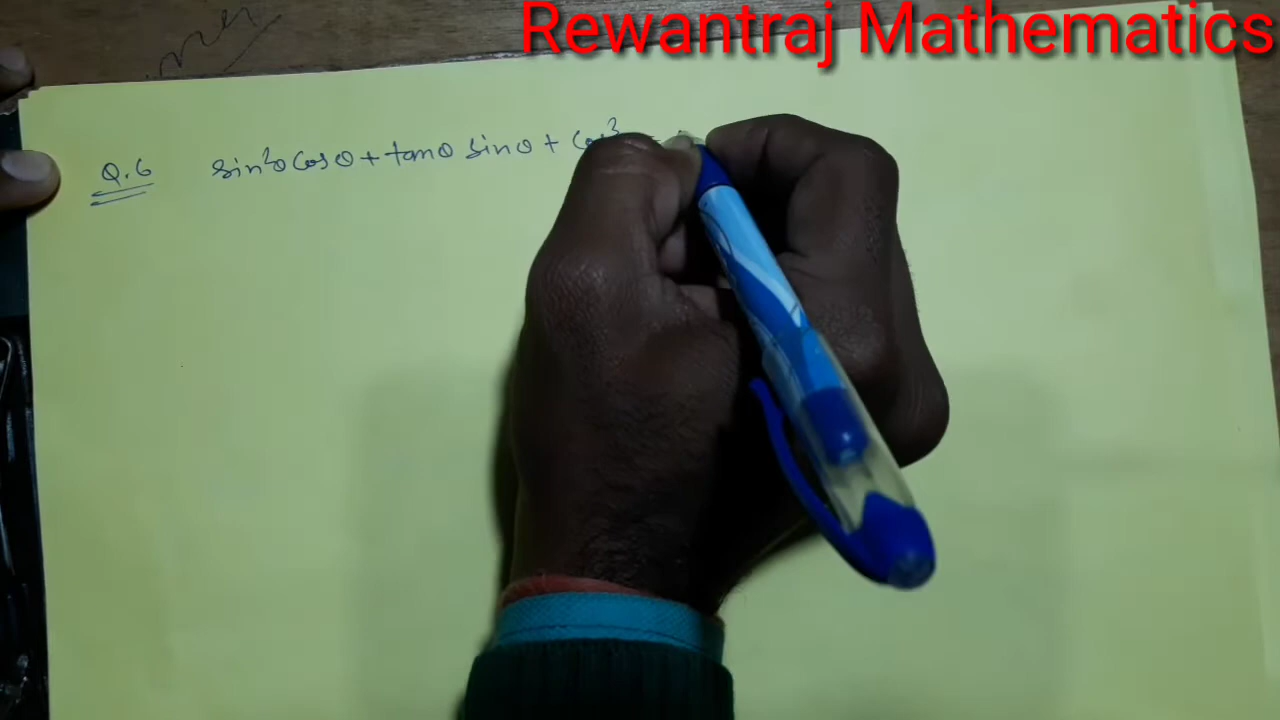 Rewantraj Mathematics
Q.6 sin²θ cosθ + tanθ sinθ + cos³